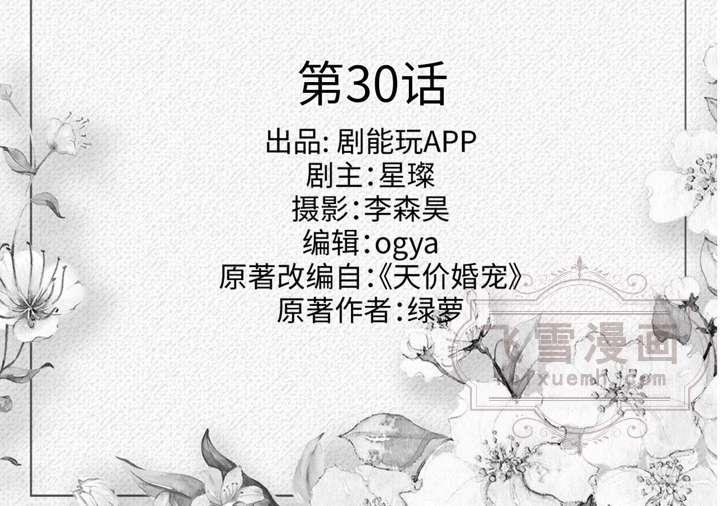 第30话
出品: 剧能玩APP
剧主：星璨
摄影：李森昊
编辑：ogya
原著改编自：《天价婚宠》
原著作者：绿萝
飞雪漫画